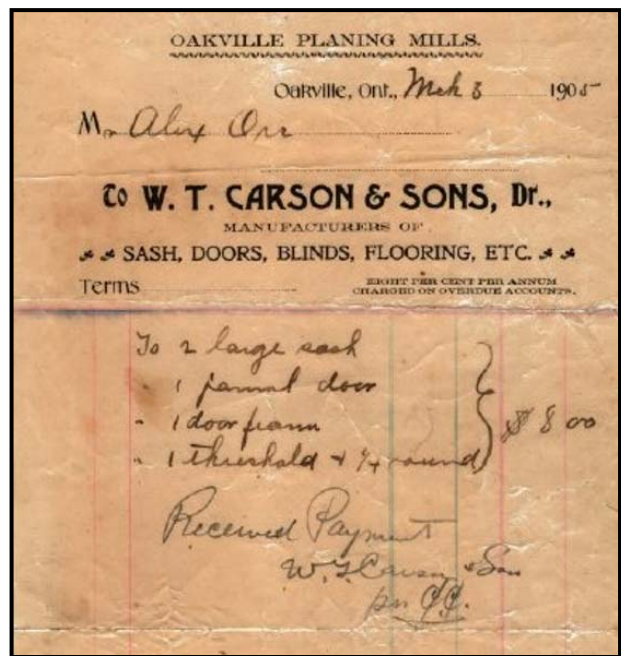 OAKVILLE PLANING MILLS.
Oakville, Ont., Mch 3 1905
Mr Alex Orr
To W. T. CARSON & SONS, Dr.,
MANUFACTURERS OF
SASH, DOORS, BLINDS, FLOORING, ETC.
Terms
EIGHT PER CENT PER ANNUM
CHARGED ON OVERDUE ACCOUNTS.
To 2 large sash
" 1 pannel door
" 1 door frame
" 1 threshold + 1/4 round
$ 8 00
Received Payment
W. T. Carson & Son
per C.C.